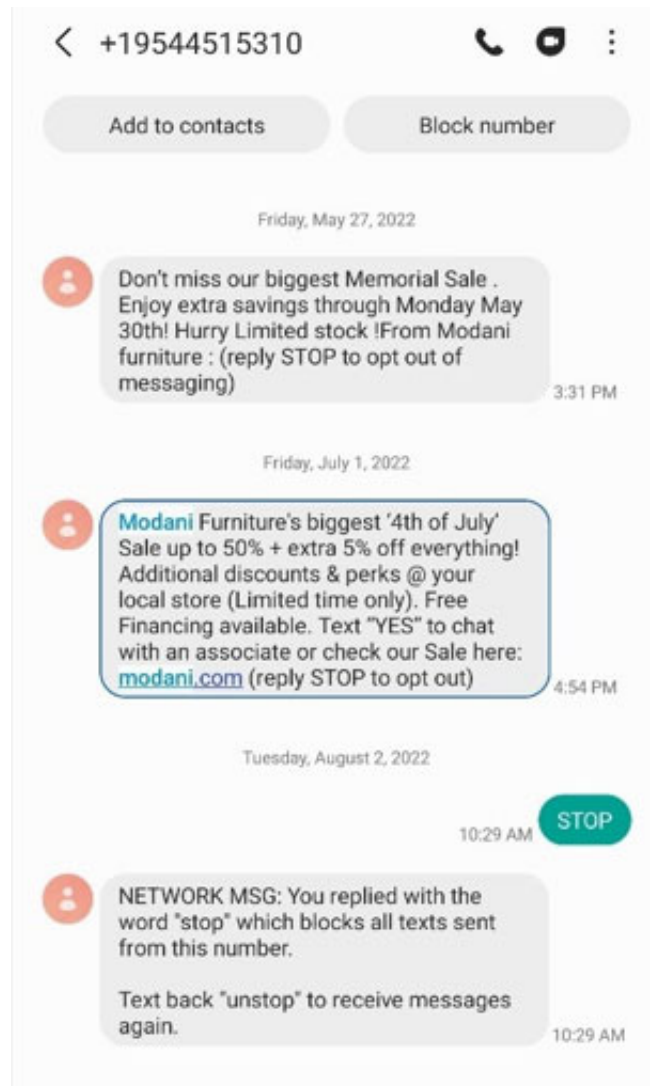 +19544515310
Add to contacts
Block number
Friday, May 27, 2022
Don't miss our biggest Memorial Sale .
Enjoy extra savings through Monday May
30th! Hurry Limited stock !From Modani
furniture : (reply STOP to opt out of
messaging)
3:31 PM
Friday, July 1, 2022
Modani Furniture's biggest '4th of July'
Sale up to 50% + extra 5% off everything!
Additional discounts & perks @ your
local store (Limited time only). Free
Financing available. Text "YES" to chat
with an associate or check our Sale here:
modani.com (reply STOP to opt out)
4:54 PM
Tuesday, August 2, 2022
STOP
10:29 AM
NETWORK MSG: You replied with the
word "stop" which blocks all texts sent
from this number.
Text back "unstop" to receive messages
again.
10:29 AM